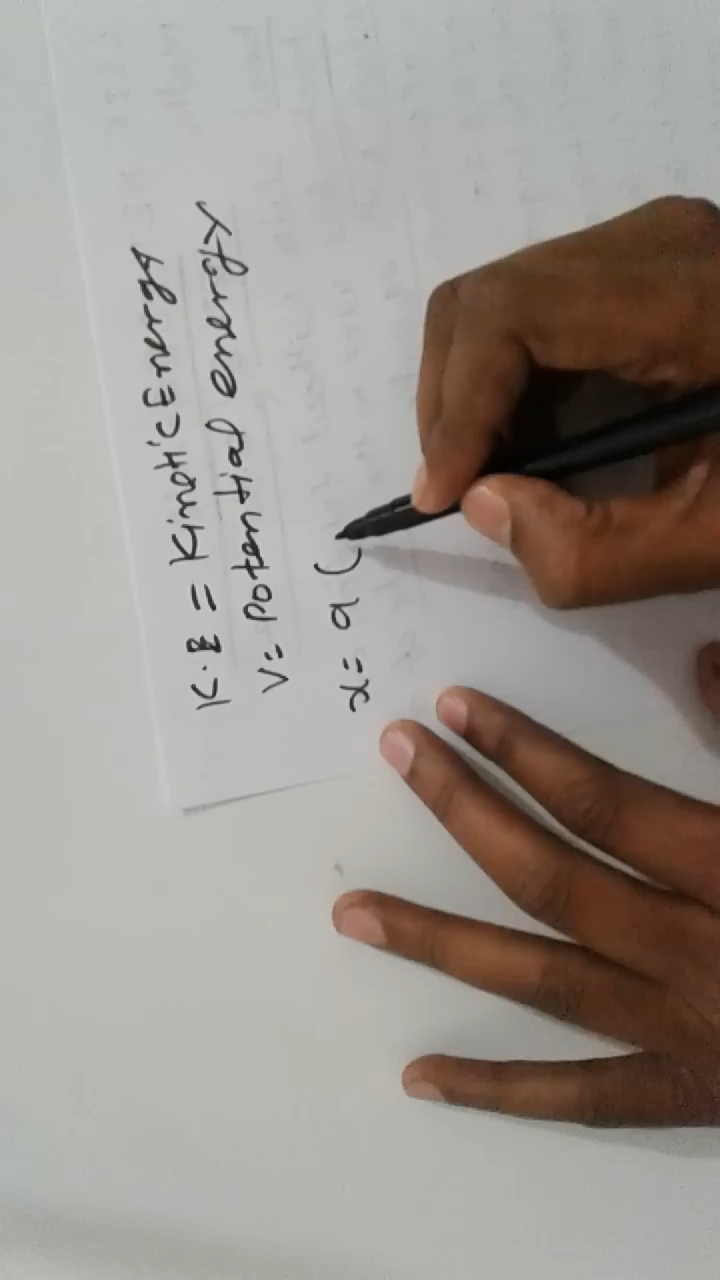 K.E = Kinetic Energy
V = Potential energy
x = a (